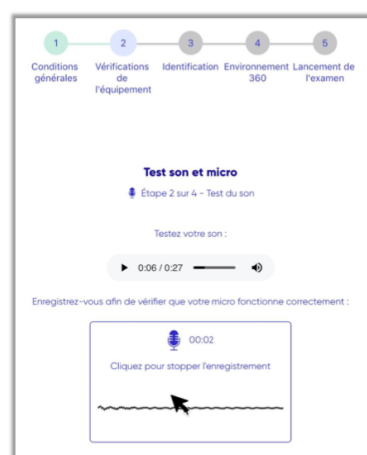 1 2 3 4 5
Conditions générales
Vérifications de l'équipement
Identification
Environnement 360
Lancement de l'examen
Test son et micro
Étape 2 sur 4 - Test du son
Testez votre son :
0:06 / 0:27
Enregistrez-vous afin de vérifier que votre micro fonctionne correctement :
00:02
Cliquez pour stopper l'enregistrement